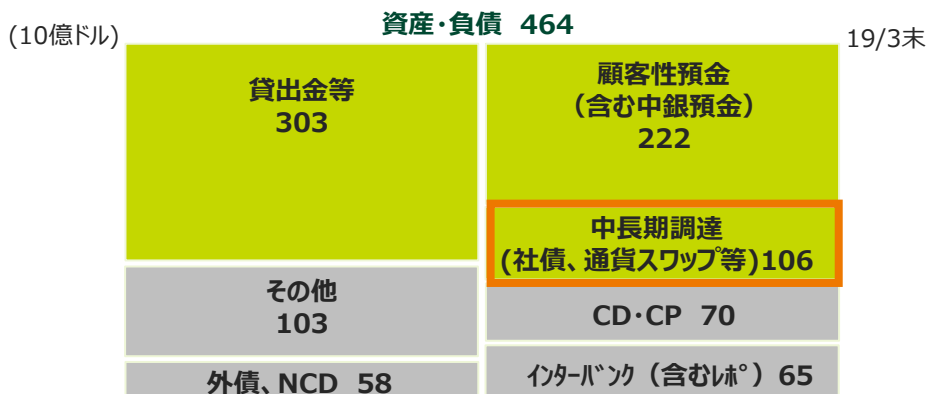 (10億ドル)
資産・負債 464
19/3末
貸出金等
303
その他
103
外債、NCD 58
顧客性預金
（含む中銀預金）
222
中長期調達
(社債、通貨スワップ等)106
CD・CP 70
ｲﾝﾀｰﾊﾞﾝｸ（含むﾚﾎﾟ）65